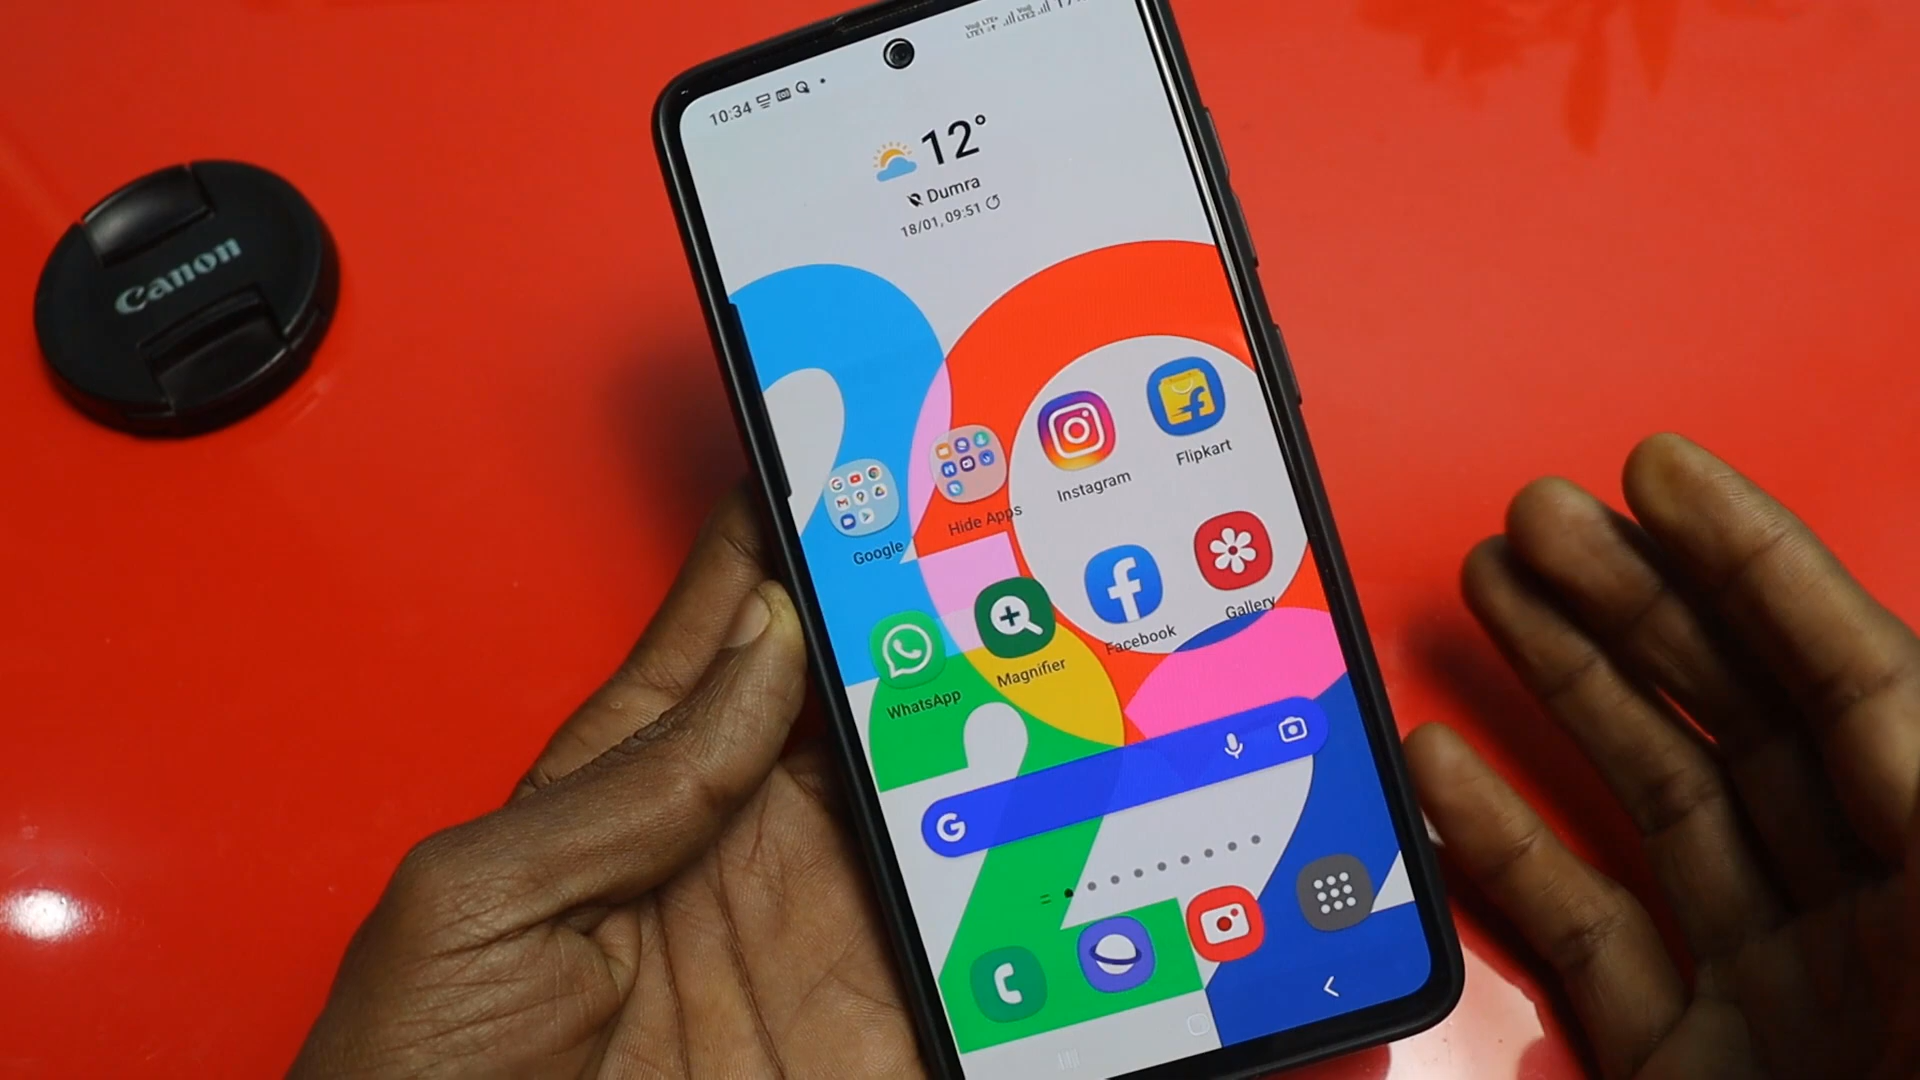 10:34
12°
Dumra
18/01, 09:51
Canon
Google
Hide Apps
Instagram
Flipkart
WhatsApp
Magnifier
Facebook
Gallery
G